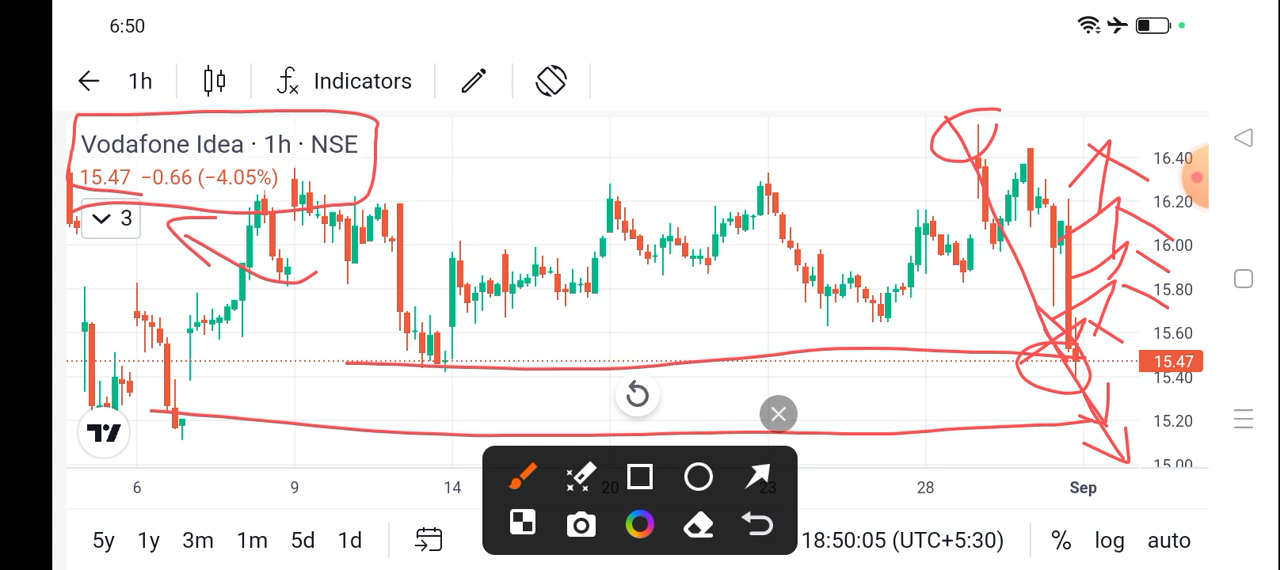 6:50
1h
Indicators
Vodafone Idea · 1h · NSE
15.47 −0.66 (−4.05%)
3
16.40
16.20
16.00
15.80
15.60
15.47
15.40
15.20
15.00
6 9 14 20 23 28 Sep
5y 1y 3m 1m 5d 1d
18:50:05 (UTC+5:30)
% log auto